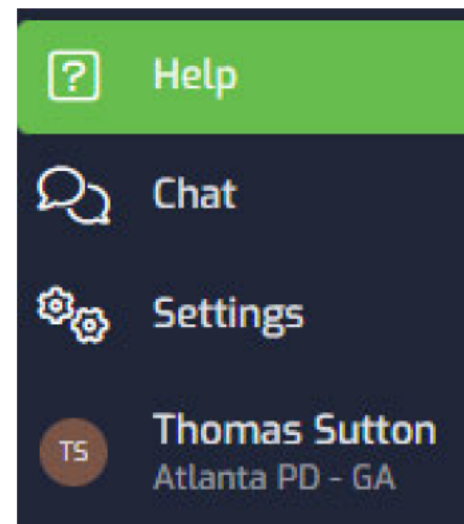 Help
Chat
Settings
TS
Thomas Sutton
Atlanta PD - GA